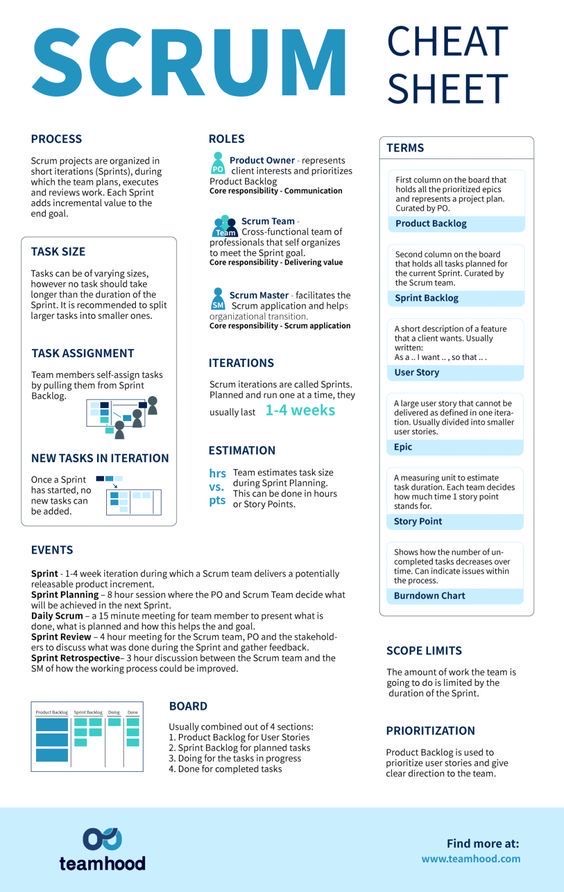 SCRUM
CHEAT
SHEET
PROCESS
Scrum projects are organized in
short iterations (Sprints), during
which the team plans, executes
and reviews work. Each Sprint
adds incremental value to the
end goal.
TASK SIZE
Tasks can be of varying sizes,
however no task should take
longer than the duration of the
Sprint. It is recommended to split
larger tasks into smaller ones.
TASK ASSIGNMENT
Team members self-assign tasks
by pulling them from Sprint
Backlog.
NEW TASKS IN ITERATION
Once a Sprint
has started, no
new tasks can
be added.
ROLES
PO
Product Owner - represents
client interests and prioritizes
Product Backlog
Core responsibility - Communication
Team
Scrum Team -
Cross-functional team of
professionals that self organizes
to meet the Sprint goal.
Core responsibility - Delivering value
SM
Scrum Master - facilitates the
Scrum application and helps
organizational transition.
Core responsibility - Scrum application
ITERATIONS
Scrum iterations are called Sprints.
Planned and run one at a time, they
usually last 1-4 weeks
ESTIMATION
hrs
vs.
pts
Team estimates task size
during Sprint Planning.
This can be done in hours
or Story Points.
TERMS
First column on the board that
holds all the prioritized epics
and represents a project plan.
Curated by PO.
Product Backlog
Second column on the board
that holds all tasks planned for
the current Sprint. Curated by
the Scrum team.
Sprint Backlog
A short description of a feature
that a client wants. Usually
written:
As a .. I want .. , so that .. .
User Story
A large user story that cannot be
delivered as defined in one itera-
tion. Usually divided into smaller
user stories.
Epic
A measuring unit to estimate
task duration. Each team decides
how much time 1 story point
stands for.
Story Point
Shows how the number of un-
completed tasks decreases over
time. Can indicate issues within
the process.
Burndown Chart
EVENTS
Sprint - 1-4 week iteration during which a Scrum team delivers a potentially
releasable product increment.
Sprint Planning – 8 hour session where the PO and Scrum Team decide what
will be achieved in the next Sprint.
Daily Scrum – a 15 minute meeting for team member to present what is
done, what is planned and how this helps the and goal.
Sprint Review – 4 hour meeting for the Scrum team, PO and the stakehold-
ers to discuss what was done during the Sprint and gather feedback.
Sprint Retrospective– 3 hour discussion between the Scrum team and the
SM of how the working process could be improved.
Product Backlog Sprint Backlog Doing Done
BOARD
Usually combined out of 4 sections:
1. Product Backlog for User Stories
2. Sprint Backlog for planned tasks
3. Doing for the tasks in progress
4. Done for completed tasks
SCOPE LIMITS
The amount of work the team is
going to do is limited by the
duration of the Sprint.
PRIORITIZATION
Product Backlog is used to
prioritize user stories and give
clear direction to the team.
teamhood
Find more at:
www.teamhood.com